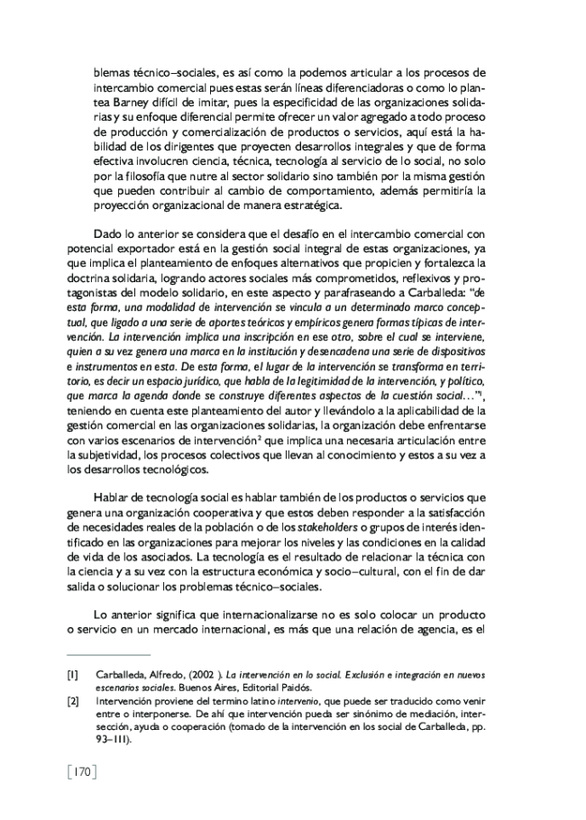 blemas técnico–sociales, es así como la podemos articular a los procesos de
intercambio comercial pues estas serán líneas diferenciadoras o como lo plan-
tea Barney difícil de imitar, pues la especificidad de las organizaciones solida-
rias y su enfoque diferencial permite ofrecer un valor agregado a todo proceso
de producción y comercialización de productos o servicios, aquí está la ha-
bilidad de los dirigentes que proyecten desarrollos integrales y que de forma
efectiva involucren ciencia, técnica, tecnología al servicio de lo social, no solo
por la filosofía que nutre al sector solidario sino también por la misma gestión
que pueden contribuir al cambio de comportamiento, además permitiría la
proyección organizacional de manera estratégica.
Dado lo anterior se considera que el desafío en el intercambio comercial con
potencial exportador está en la gestión social integral de estas organizaciones, ya
que implica el planteamiento de enfoques alternativos que propicien y fortalezca la
doctrina solidaria, logrando actores sociales más comprometidos, reflexivos y pro-
tagonistas del modelo solidario, en este aspecto y parafraseando a Carballeda: “de
esta forma, una modalidad de intervención se vincula a un determinado marco concep-
tual, que ligado a una serie de aportes teóricos y empíricos genera formas típicas de inter-
vención. La intervención implica una inscripción en ese otro, sobre el cual se interviene,
quien a su vez genera una marca en la institución y desencadena una serie de dispositivos
e instrumentos en esta. De esta forma, el lugar de la intervención se transforma en terri-
torio, es decir un espacio jurídico, que habla de la legitimidad de la intervención, y político,
que marca la agenda donde se construye diferentes aspectos de la cuestión social…”¹,
teniendo en cuenta este planteamiento del autor y llevándolo a la aplicabilidad de la
gestión comercial en las organizaciones solidarias, la organización debe enfrentarse
con varios escenarios de intervención² que implica una necesaria articulación entre
la subjetividad, los procesos colectivos que llevan al conocimiento y estos a su vez a
los desarrollos tecnológicos.
Hablar de tecnología social es hablar también de los productos o servicios que
genera una organización cooperativa y que estos deben responder a la satisfacción
de necesidades reales de la población o de los stakeholders o grupos de interés iden-
tificado en las organizaciones para mejorar los niveles y las condiciones en la calidad
de vida de los asociados. La tecnología es el resultado de relacionar la técnica con
la ciencia y a su vez con la estructura económica y socio–cultural, con el fin de dar
salida o solucionar los problemas técnico–sociales.
Lo anterior significa que internacionalizarse no es solo colocar un producto
o servicio en un mercado internacional, es más que una relación de agencia, es el
[1] Carballeda, Alfredo, (2002 ). La intervención en lo social. Exclusión e integración en nuevos
escenarios sociales. Buenos Aires, Editorial Paidós.
[2] Intervención proviene del termino latino intervenio, que puede ser traducido como venir
entre o interponerse. De ahí que intervención pueda ser sinónimo de mediación, inter-
sección, ayuda o cooperación (tomado de la intervención en los social de Carballeda, pp.
93–111).
[170]